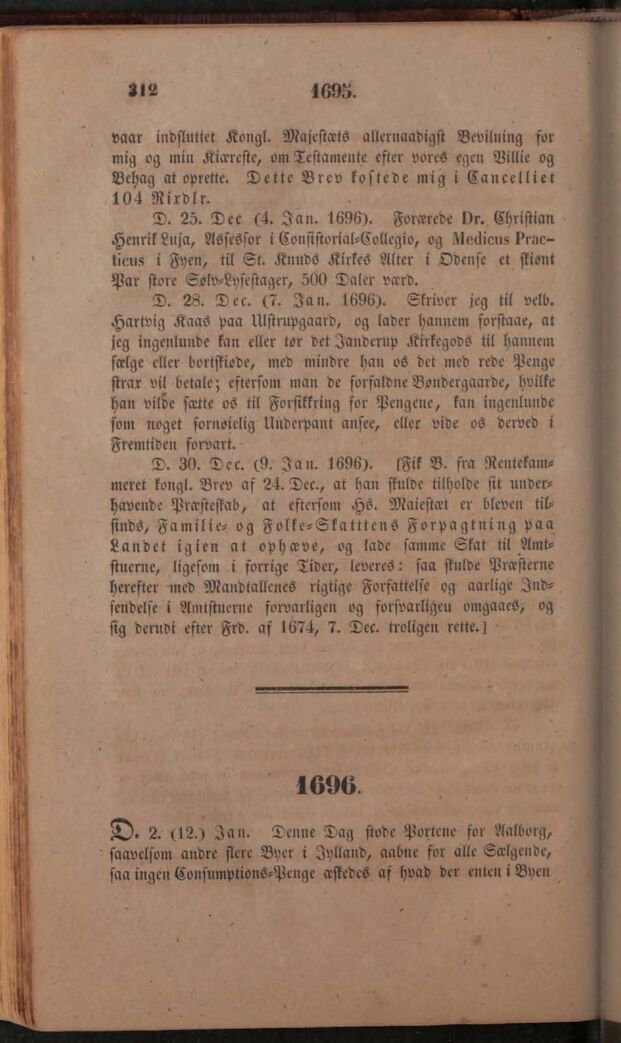 312 1695.
vaar indsluttet Kongl. Majestæts allernaadigst Bevilning for
mig og min Kiæreste, om Testamente efter vores egen Villie og
Behag at oprette. Dette Brev kostede mig i Cancelliet
104 Rixdlr.
D. 25. Dec (4. Jan. 1696). Forærede Dr. Christian
Henrik Luja, Assessor i Consistorial-Collegio, og Medicus Prac-
ticus i Fyen, til St. Knuds Kirkes Alter i Odense et skiønt
Par store Sølv-Lysestager, 500 Daler værd.
D. 28. Dec. (7. Jan. 1696). Skriver jeg til velb.
Hartvig Kaas paa Ulstrupgaard, og lader hannem forstaae, at
jeg ingenlunde kan eller tør det Janderup Kirkegods til hannem
sælge eller bortskiøde, med mindre han os det med rede Penge
strax vil betale; eftersom man de forfaldne Bøndergaarde, hvilke
han vilde sætte os til Forsikkring for Pengene, kan ingenlunde
som noget fornøielig Underpant ansee, eller vide os derved i
Fremtiden forvart.
D. 30. Dec. (9. Jan. 1696). [Fik B. fra Rentekam-
meret kongl. Brev af 24. Dec., at han skulde tilholde sit under-
havende Præsteskab, at eftersom Hs. Maiestæt er bleven til-
sinds, Familie- og Folke-Skatttens Forpagtning paa
Landet igien at ophæve, og lade samme Skat til Amt-
stuerne, ligesom i forrige Tider, leveres: saa skulde Præsterne
herefter med Mandtallenes rigtige Forfattelse og aarlige Ind-
sendelse i Amtstuerne forvarligen og forsvarligeu omgaaes, og
sig derudi efter Frd. af 1674, 7. Dec. troligen rette.]
1696.
D. 2. (12.) Jan. Denne Dag stode Portene for Aalborg,
saavelsom andre flere Byer i Jylland, aabne for alle Sælgende,
saa ingen Consumptions-Penge æskedes af hvad der enten i Byen